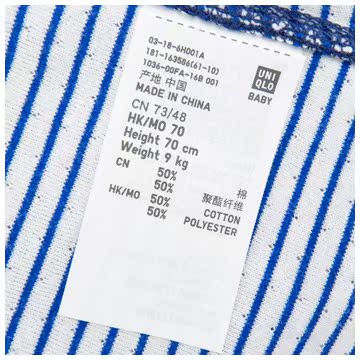 03-18-6H001A
181-163586(61-10)
1036-00FA-16B 001
产地 中国
MADE IN CHINA
UNI
QLO
BABY
CN 73/48
HK/MO 70
Height 70 cm
Weight 9 kg
CN 50% 棉
50% 聚酯纤维
HK/MO 50% COTTON
50% POLYESTER